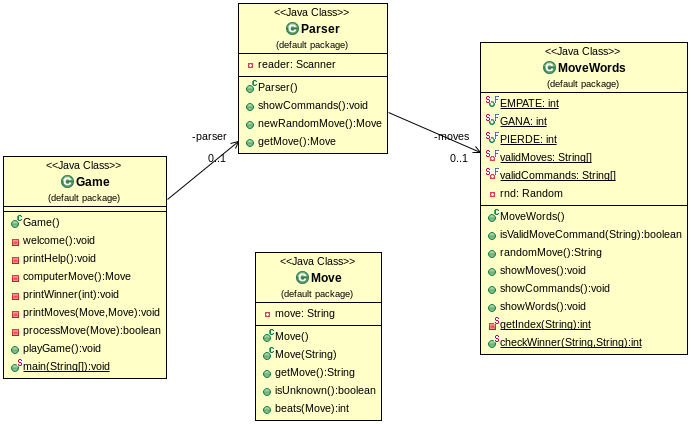 <<Java Class>>
Parser
(default package)
reader: Scanner
Parser()
showCommands():void
newRandomMove():Move
getMove():Move
<<Java Class>>
MoveWords
(default package)
EMPATE: int
GANA: int
PIERDE: int
validMoves: String[]
validCommands: String[]
rnd: Random
MoveWords()
isValidMoveCommand(String):boolean
randomMove():String
showMoves():void
showCommands():void
showWords():void
getIndex(String):int
checkWinner(String,String):int
-parser
0..1
-moves
0..1
<<Java Class>>
Game
(default package)
Game()
welcome():void
printHelp():void
computerMove():Move
printWinner(int):void
printMoves(Move,Move):void
processMove(Move):boolean
playGame():void
main(String[]):void
<<Java Class>>
Move
(default package)
move: String
Move()
Move(String)
getMove():String
isUnknown():boolean
beats(Move):int